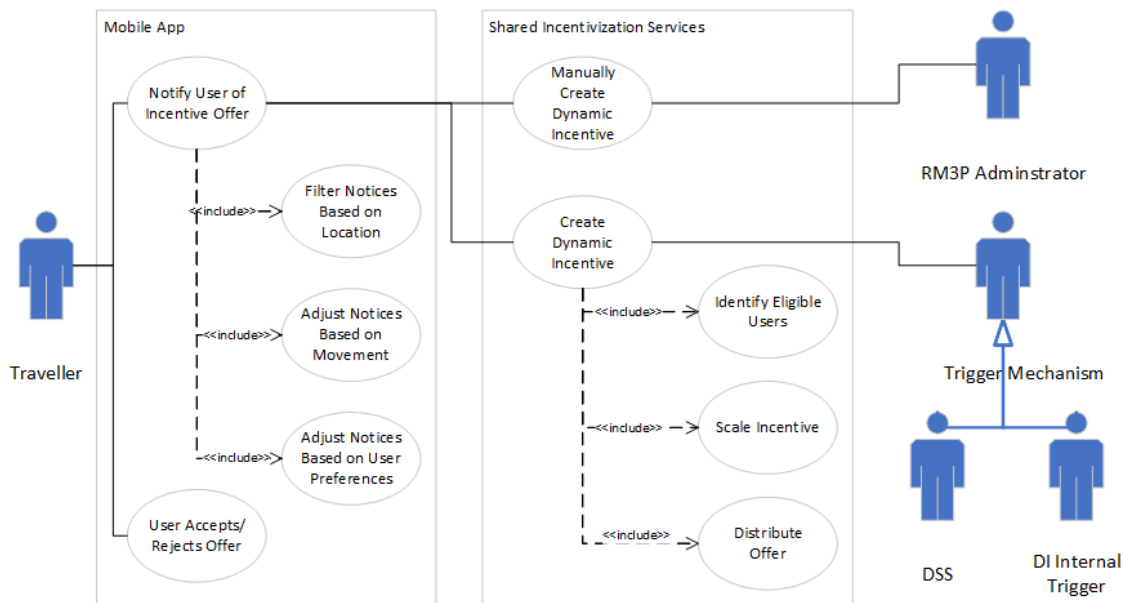 Mobile App
Shared Incentivization Services
Notify User of
Incentive Offer
Manually
Create
Dynamic
Incentive
RM3P Adminstrator
<<include>>
Filter Notices
Based on
Location
Create
Dynamic
Incentive
<<include>>
Adjust Notices
Based on
Movement
<<include>>
Identify Eligible
Users
Traveller
Trigger Mechanism
<<include>>
Adjust Notices
Based on User
Preferences
<<include>>
Scale Incentive
User Accepts/
Rejects Offer
<<include>>
Distribute
Offer
DSS
DI Internal
Trigger